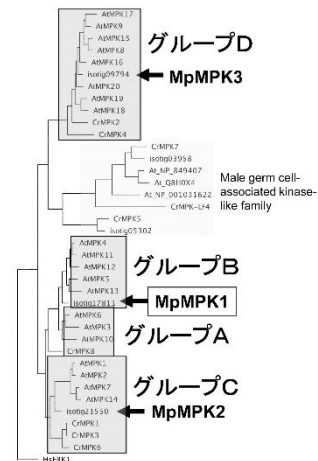 AtMPK17
AtMPK9
AtMPK15
AtMPK8
AtMPK16
isotig09794
AtMPK20
AtMPK19
AtMPK18
CrMPK2
CrMPK4
グループD
MpMPK3
CrMPK7
isotig03958
At_NP_849407
At_Q8H0X4
At_NP_001031622
CrMPK-LF4
CrMPK5
isotig05302
Male germ cell-
associated kinase-
like family
AtMPK4
AtMPK11
AtMPK12
AtMPK5
AtMPK13
isotig17811
グループB
MpMPK1
AtMPK6
AtMPK3
AtMPK10
CrMPK8
グループA
AtMPK1
AtMPK2
AtMPK7
AtMPK14
isotig21550
CrMPK1
CrMPK3
CrMPK6
グループC
MpMPK2
HsERK1